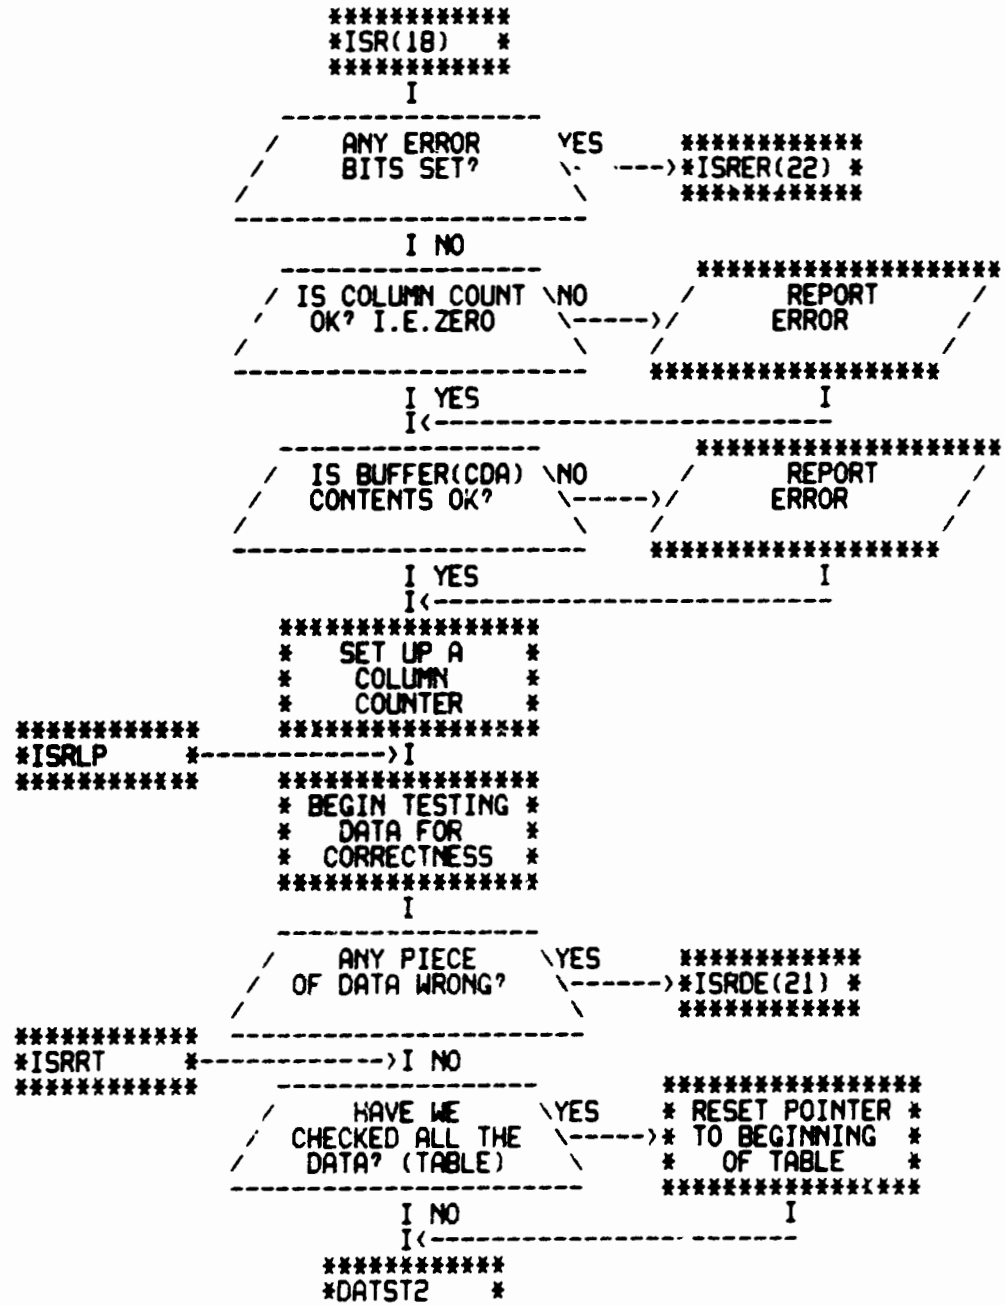 ************
*ISR(18)   *
************
I
ANY ERROR YES ************
BITS SET? ---->*ISRER(22) *
************
I NO
********************
IS COLUMN COUNT NO REPORT
OK? I.E.ZERO ERROR
*******************
I YES I
I<--------------------------
********************
IS BUFFER(CDA) NO REPORT
CONTENTS OK? ERROR
*******************
I YES I
I<--------------------------
*****************
* SET UP A *
* COLUMN *
* COUNTER *
************ *****************
*ISRLP *------------->I
************ *****************
* BEGIN TESTING *
* DATA FOR *
* CORRECTNESS *
*****************
I
ANY PIECE YES ************
OF DATA WRONG? ------>*ISRDE(21) *
************
************
*ISRRT *------------->I NO
************ *****************
HAVE WE YES * RESET POINTER *
CHECKED ALL THE ----->* TO BEGINNING *
DATA? (TABLE) * OF TABLE *
*****************
I NO I
I<------------------------
************
*DATST2 *